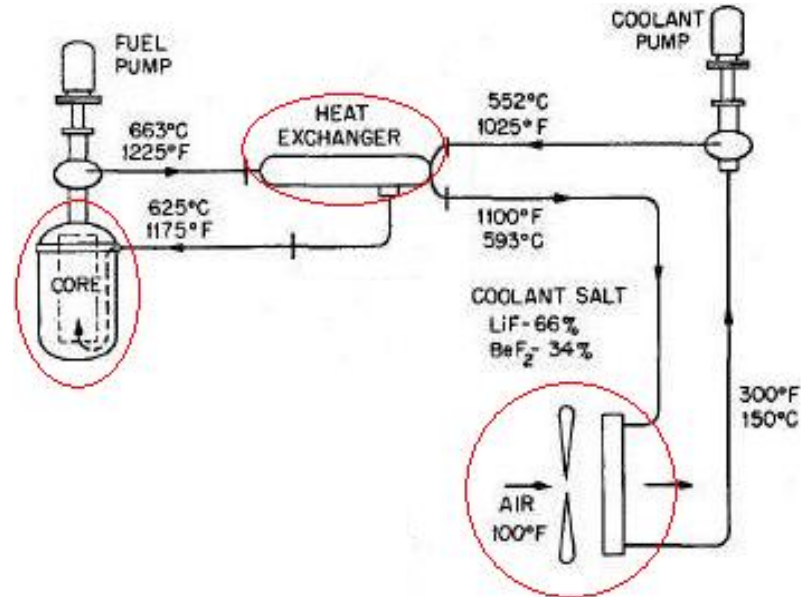 FUEL
PUMP
COOLANT
PUMP
HEAT
EXCHANGER
663°C
1225°F
552°C
1025°F
625°C
1175°F
1100°F
593°C
CORE
COOLANT SALT
LiF-66%
BeF2-34%
300°F
150°C
AIR
100°F